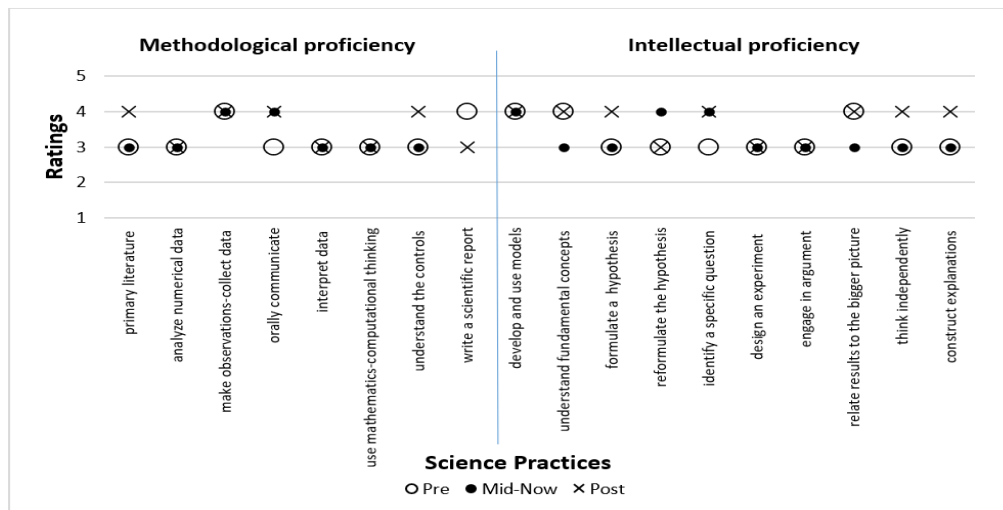 Methodological proficiency
Intellectual proficiency
5
4
3
2
1
Ratings
primary literature
analyze numerical data
make observations-collect data
orally communicate
interpret data
use mathematics-computational thinking
understand the controls
write a scientific report
develop and use models
understand fundamental concepts
formulate a hypothesis
reformulate the hypothesis
identify a specific question
design an experiment
engage in argument
relate results to the bigger picture
think independently
construct explanations
Science Practices
Pre
Mid-Now
Post